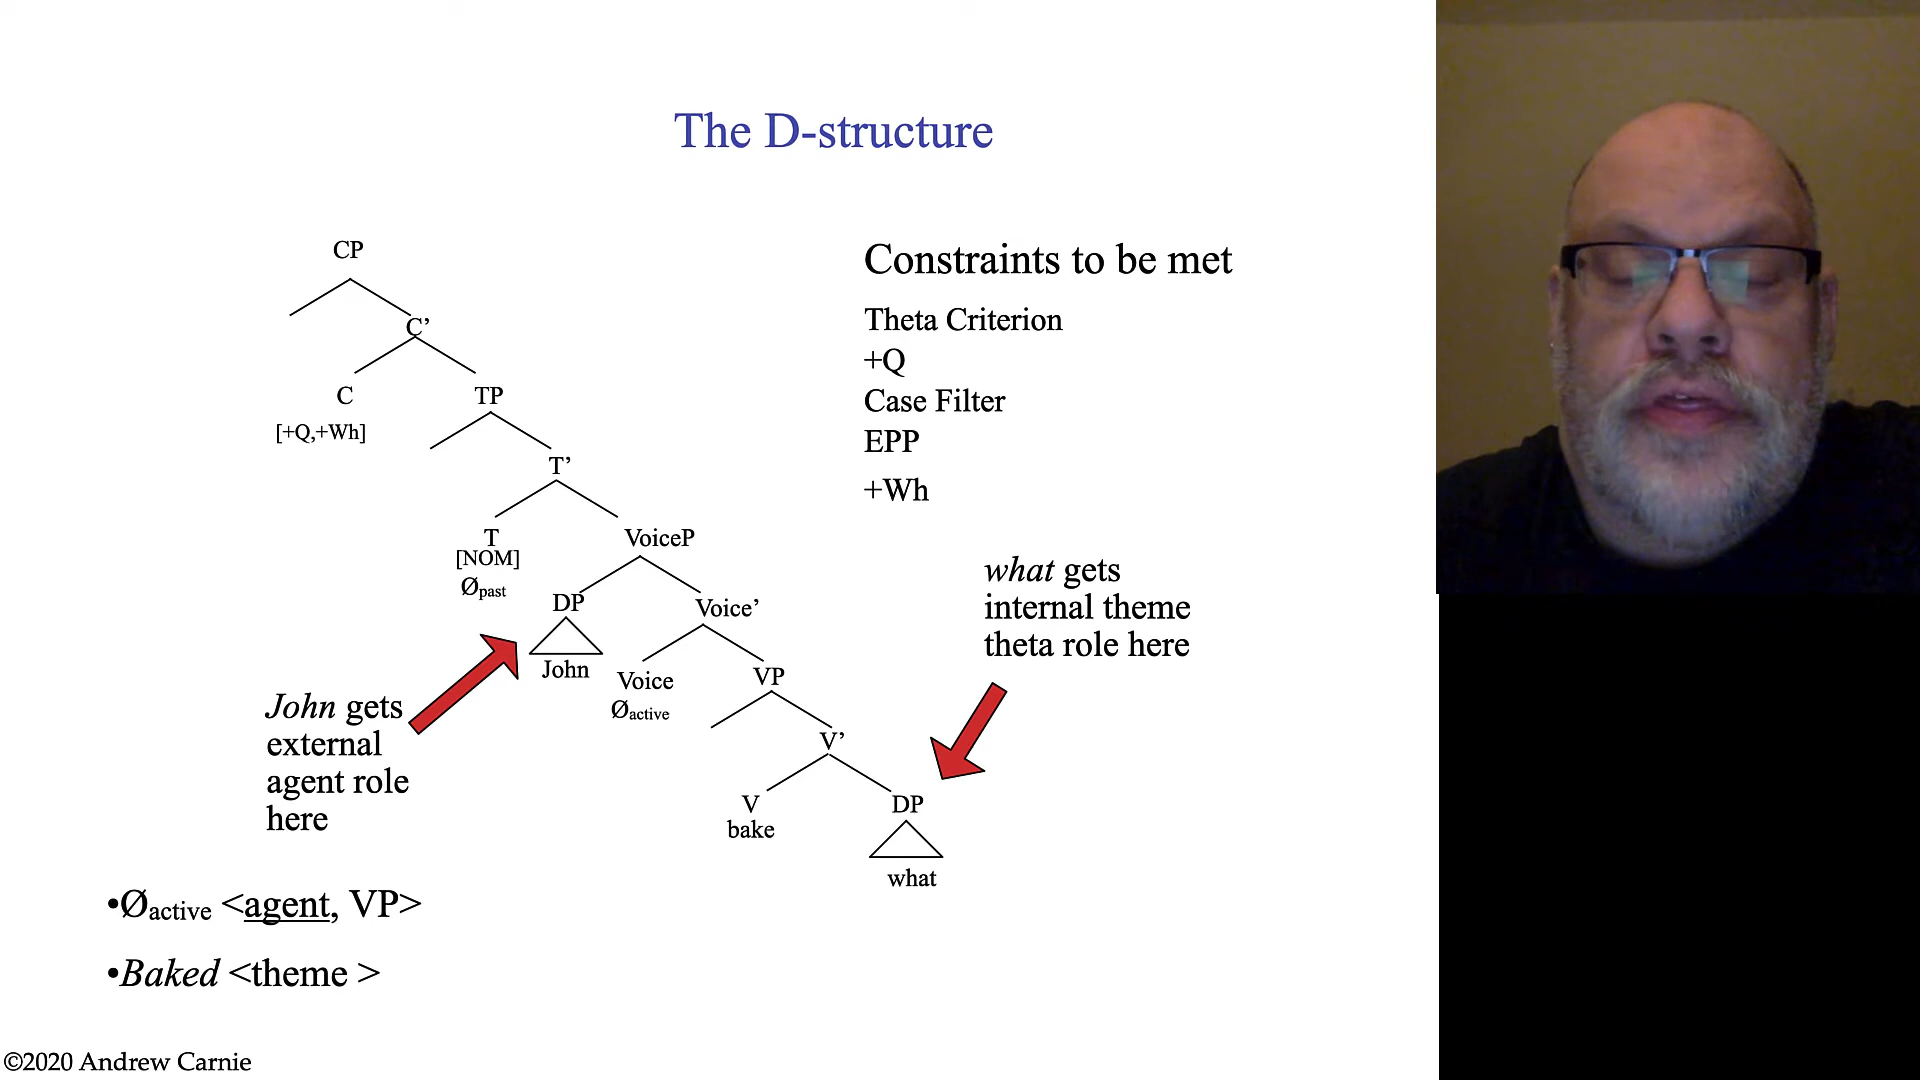 The D-structure
CP
C’
C
TP
[+Q,+Wh]
T’
T
[NOM]
Øpast
VoiceP
DP
John
Voice’
Voice
Øactive
VP
V’
V
bake
DP
what
Constraints to be met
Theta Criterion
+Q
Case Filter
EPP
+Wh
what gets
internal theme
theta role here
John gets
external
agent role
here
•Øactive <agent, VP>
•Baked <theme >
©2020 Andrew Carnie